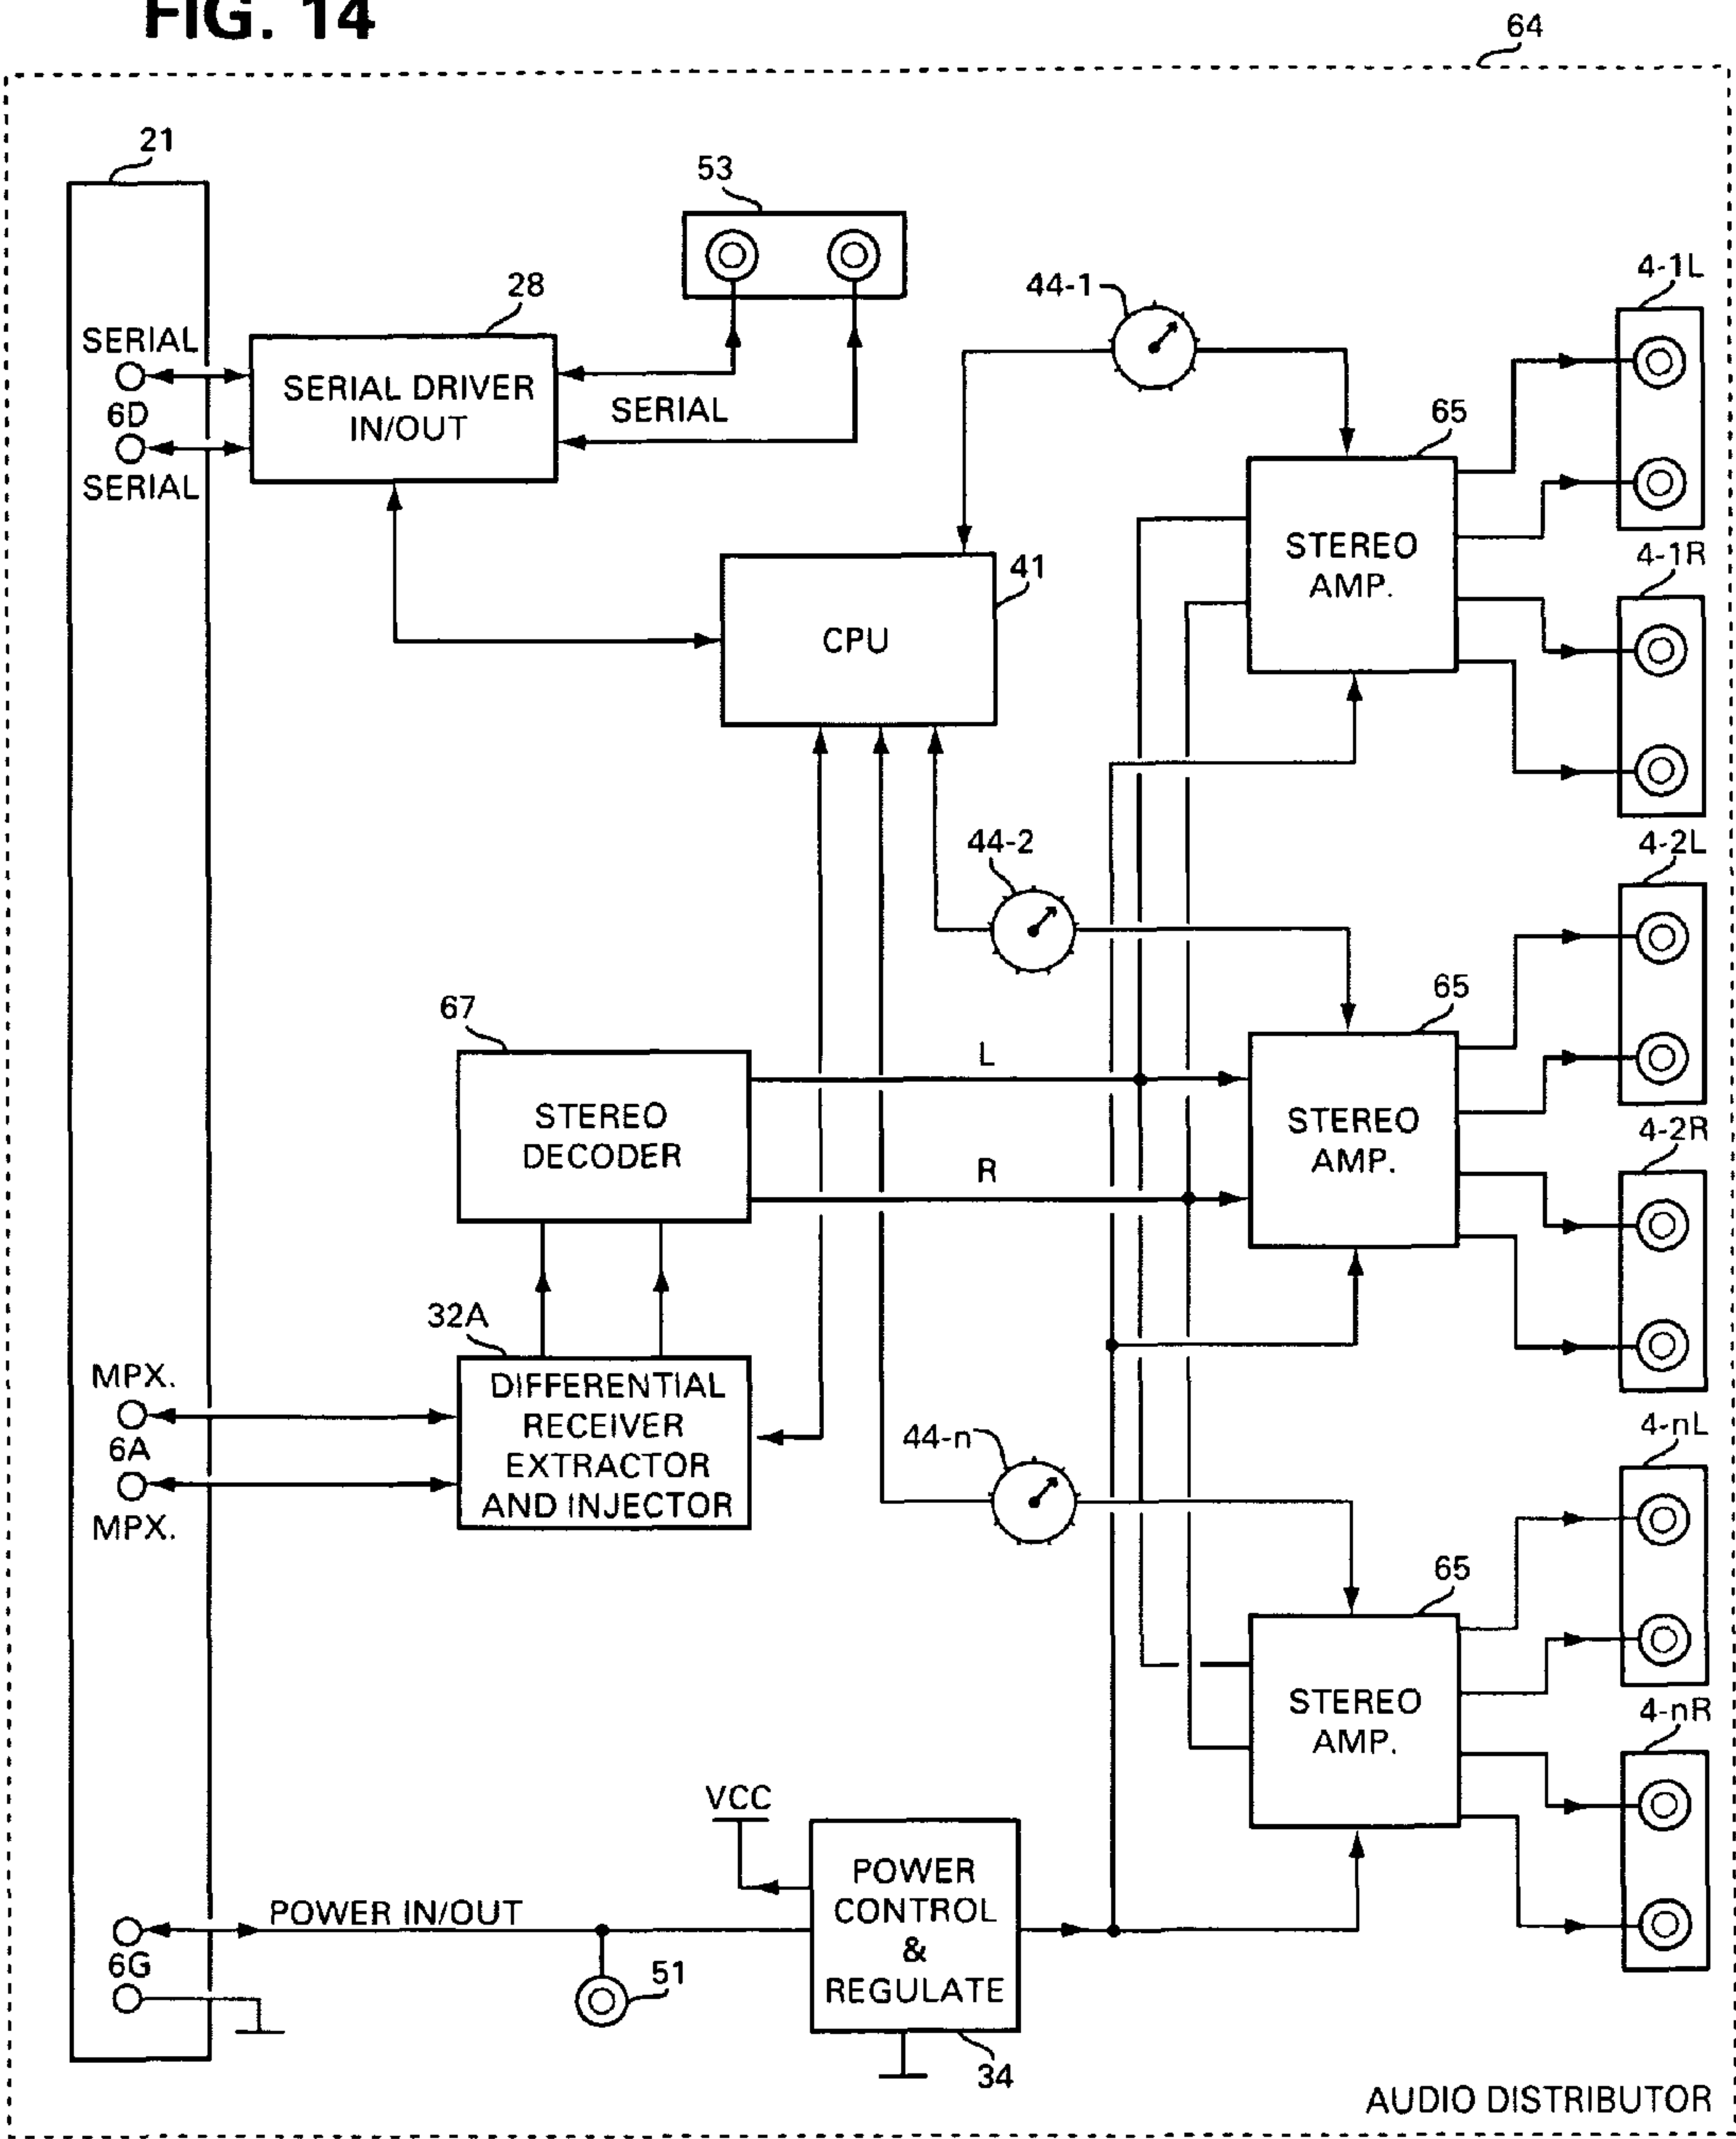 FIG. 14
64
21
53
28
44-1
4-1L
SERIAL
6D
SERIAL
SERIAL DRIVER
IN/OUT
SERIAL
65
STEREO
AMP.
4-1R
41
CPU
44-2
4-2L
67
STEREO
DECODER
L
R
65
STEREO
AMP.
4-2R
32A
MPX.
6A
MPX.
DIFFERENTIAL
RECEIVER
EXTRACTOR
AND INJECTOR
44-n
4-nL
65
STEREO
AMP.
4-nR
VCC
POWER IN/OUT
6G
51
POWER
CONTROL
&
REGULATE
34
AUDIO DISTRIBUTOR